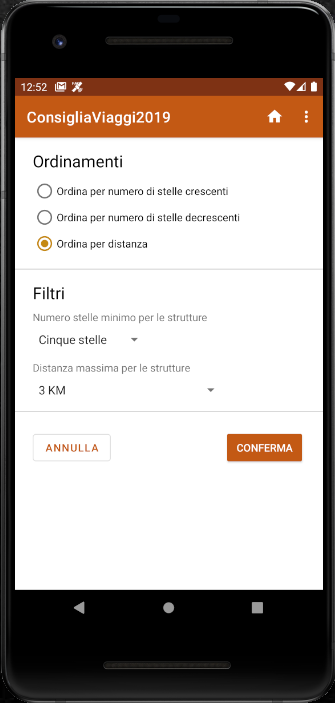 12:52
ConsigliaViaggi2019
Ordinamenti
Ordina per numero di stelle crescenti
Ordina per numero di stelle decrescenti
Ordina per distanza
Filtri
Numero stelle minimo per le strutture
Cinque stelle
Distanza massima per le strutture
3 KM
ANNULLA
CONFERMA